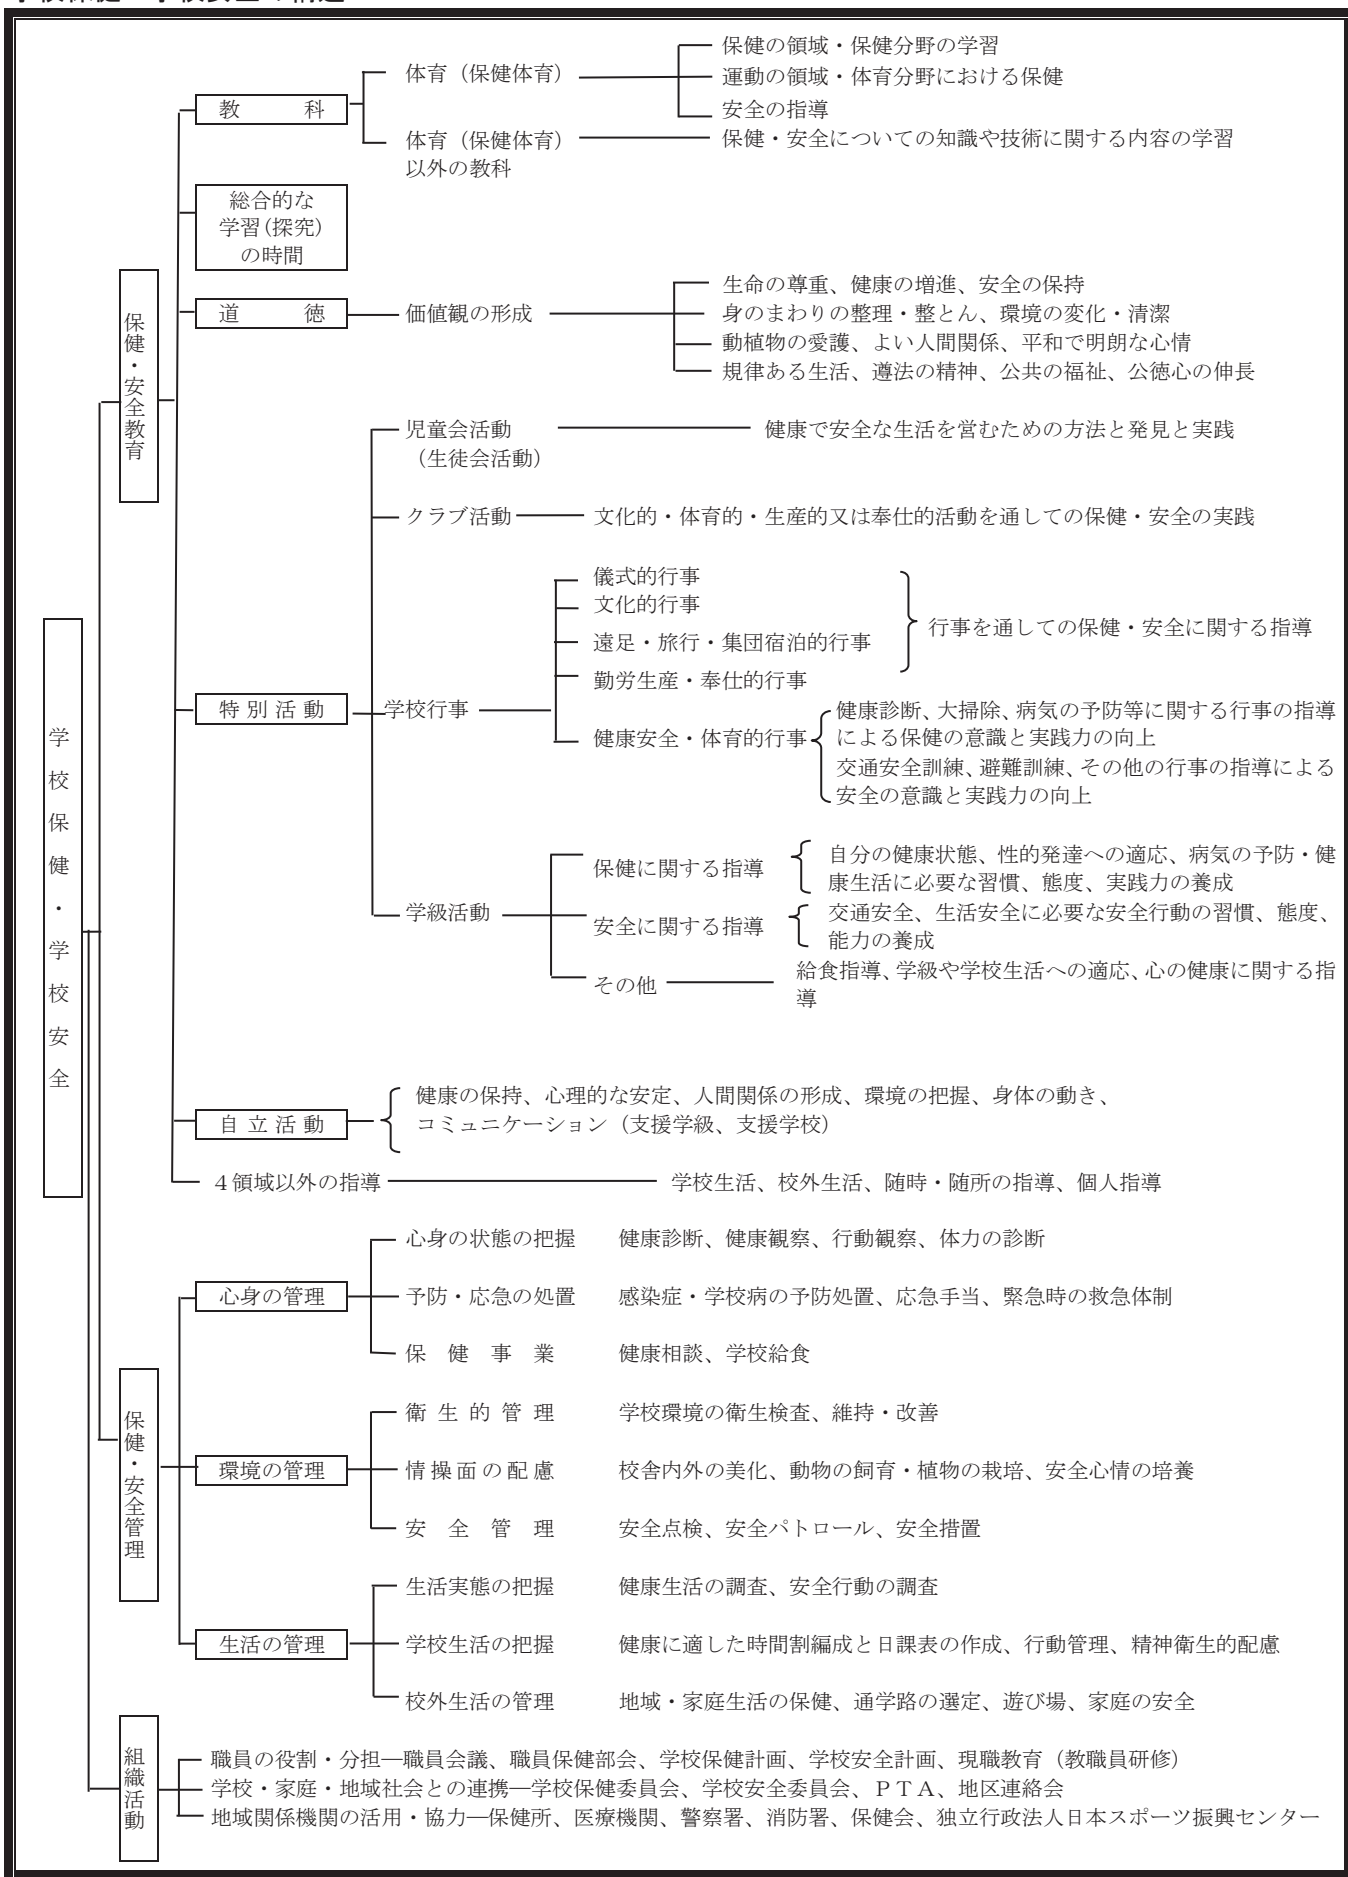 保健の領域・保健分野の学習
体育（保健体育）
運動の領域・体育分野における保健
教　　科
安全の指導
体育（保健体育）
以外の教科
保健・安全についての知識や技術に関する内容の学習
総合的な
学習(探究)
の時間
保健・安全教育
道　　徳
価値観の形成
生命の尊重、健康の増進、安全の保持
身のまわりの整理・整とん、環境の変化・清潔
動植物の愛護、よい人間関係、平和で明朗な心情
規律ある生活、遵法の精神、公共の福祉、公徳心の伸長
児童会活動
（生徒会活動）
健康で安全な生活を営むための方法と発見と実践
クラブ活動
文化的・体育的・生産的又は奉仕的活動を通しての保健・安全の実践
儀式的行事
文化的行事
遠足・旅行・集団宿泊的行事
勤労生産・奉仕的行事
行事を通しての保健・安全に関する指導
学校保健・学校安全
特別活動
学校行事
健康安全・体育的行事
健康診断、大掃除、病気の予防等に関する行事の指導
による保健の意識と実践力の向上
交通安全訓練、避難訓練、その他の行事の指導による
安全の意識と実践力の向上
学級活動
保健に関する指導
自分の健康状態、性的発達への適応、病気の予防・健
康生活に必要な習慣、態度、実践力の養成
安全に関する指導
交通安全、生活安全に必要な安全行動の習慣、態度、
能力の養成
その他
給食指導、学級や学校生活への適応、心の健康に関する指
導
自立活動
健康の保持、心理的な安定、人間関係の形成、環境の把握、身体の動き、
コミュニケーション（支援学級、支援学校）
４領域以外の指導
学校生活、校外生活、随時・随所の指導、個人指導
心身の状態の把握　健康診断、健康観察、行動観察、体力の診断
心身の管理
予防・応急の処置　感染症・学校病の予防処置、応急手当、緊急時の救急体制
保　健　事　業　健康相談、学校給食
保健・安全管理
衛生的管理　学校環境の衛生検査、維持・改善
環境の管理
情操面の配慮　校舎内外の美化、動物の飼育・植物の栽培、安全心情の培養
安　全　管　理　安全点検、安全パトロール、安全措置
生活実態の把握　健康生活の調査、安全行動の調査
生活の管理
学校生活の把握　健康に適した時間割編成と日課表の作成、行動管理、精神衛生的配慮
校外生活の管理　地域・家庭生活の保健、通学路の選定、遊び場、家庭の安全
組織活動
職員の役割・分担―職員会議、職員保健部会、学校保健計画、学校安全計画、現職教育（教職員研修）
学校・家庭・地域社会との連携―学校保健委員会、学校安全委員会、ＰＴＡ、地区連絡会
地域関係機関の活用・協力―保健所、医療機関、警察署、消防署、保健会、独立行政法人日本スポーツ振興センター